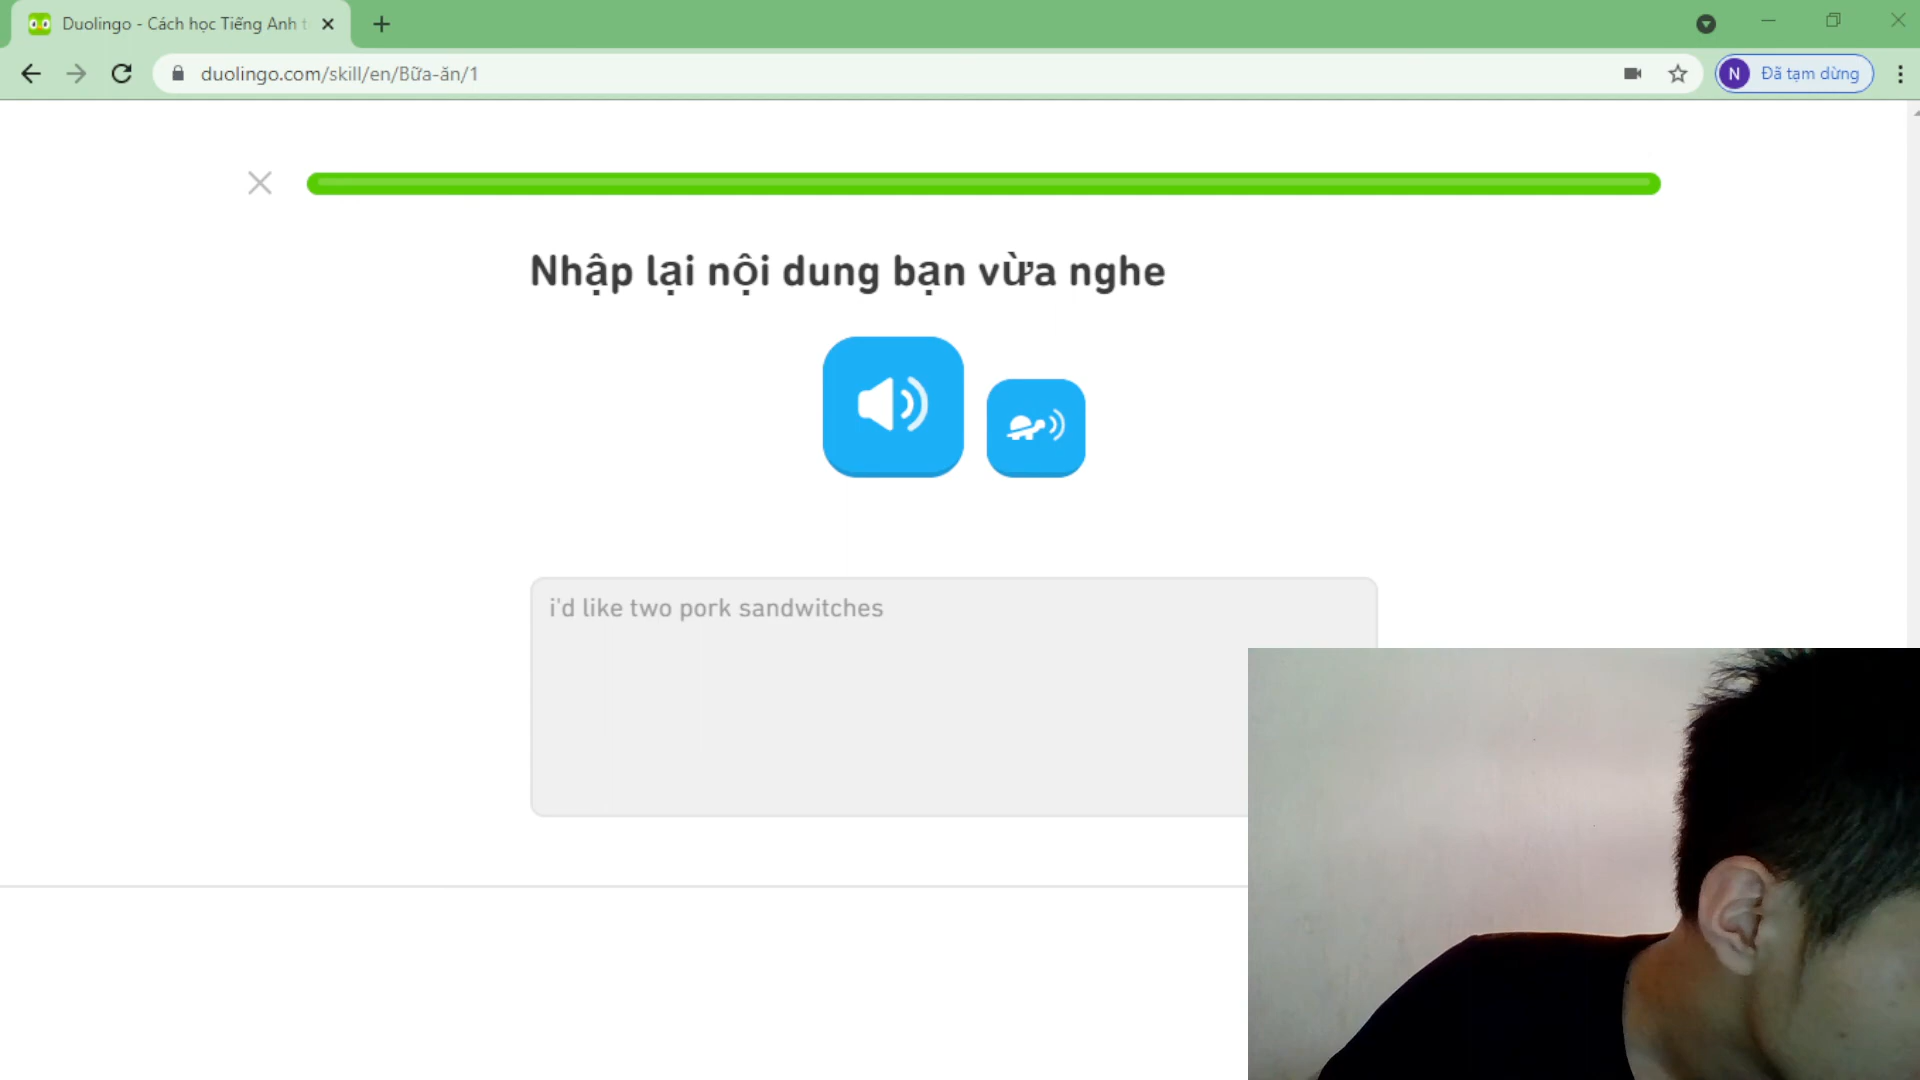 Duolingo - Cách học Tiếng Anh t
duolingo.com/skill/en/Bữa-ăn/1
N Đã tạm dừng
Nhập lại nội dung bạn vừa nghe
i'd like two pork sandwitches